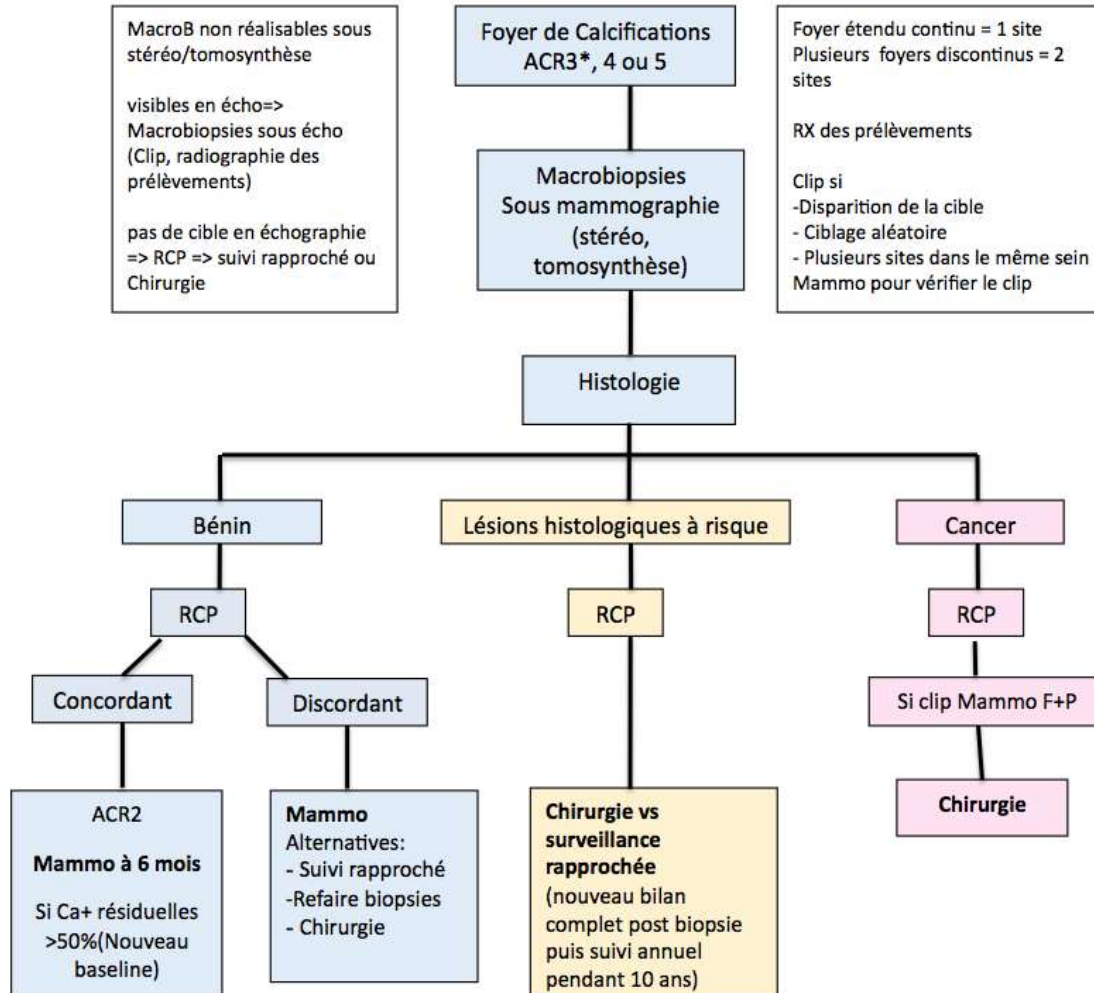 MacroB non réalisables sous
stéréo/tomosynthèse
visibles en écho=>
Macrobiopsies sous écho
(Clip, radiographie des
prélèvements)
pas de cible en échographie
=> RCP => suivi rapproché ou
Chirurgie
Foyer de Calcifications
ACR3*, 4 ou 5
Foyer étendu continu = 1 site
Plusieurs foyers discontinus = 2
sites
RX des prélèvements
Clip si
-Disparition de la cible
- Ciblage aléatoire
- Plusieurs sites dans le même sein
Mammo pour vérifier le clip
Macrobiopsies
Sous mammographie
(stéréo,
tomosynthèse)
Histologie
Bénin
Lésions histologiques à risque
Cancer
RCP
RCP
RCP
Concordant
Discordant
Si clip Mammo F+P
ACR2
Mammo à 6 mois
Si Ca+ résiduelles
>50%(Nouveau
baseline)
Mammo
Alternatives:
- Suivi rapproché
-Refaire biopsies
- Chirurgie
Chirurgie vs
surveillance
rapprochée
(nouveau bilan
complet post biopsie
puis suivi annuel
pendant 10 ans)
Chirurgie